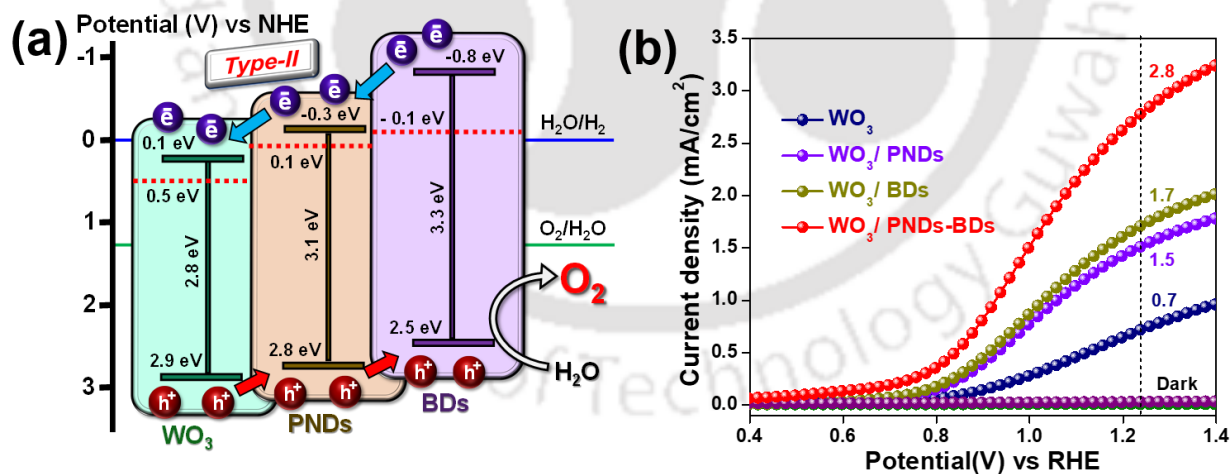 (a) Potential (V) vs NHE
-1
0
1
2
3
Type-II
ē ē ē ē ē ē
0.1 eV
0.5 eV
2.8 eV
2.9 eV
h⁺ h⁺
WO₃
-0.3 eV
0.1 eV
3.1 eV
2.8 eV
h⁺ h⁺
PNDs
-0.8 eV
- 0.1 eV
3.3 eV
2.5 eV
h⁺ h⁺
BDs
H₂O/H₂
O₂/H₂O
O₂
H₂O
(b)
Current density (mA/cm²)
3.5
3.0
2.5
2.0
1.5
1.0
0.5
0.0
WO₃
WO₃/ PNDs
WO₃/ BDs
WO₃/ PNDs-BDs
2.8
1.7
1.5
0.7
Dark
0.4 0.6 0.8 1.0 1.2 1.4
Potential(V) vs RHE
of Technology Guwah